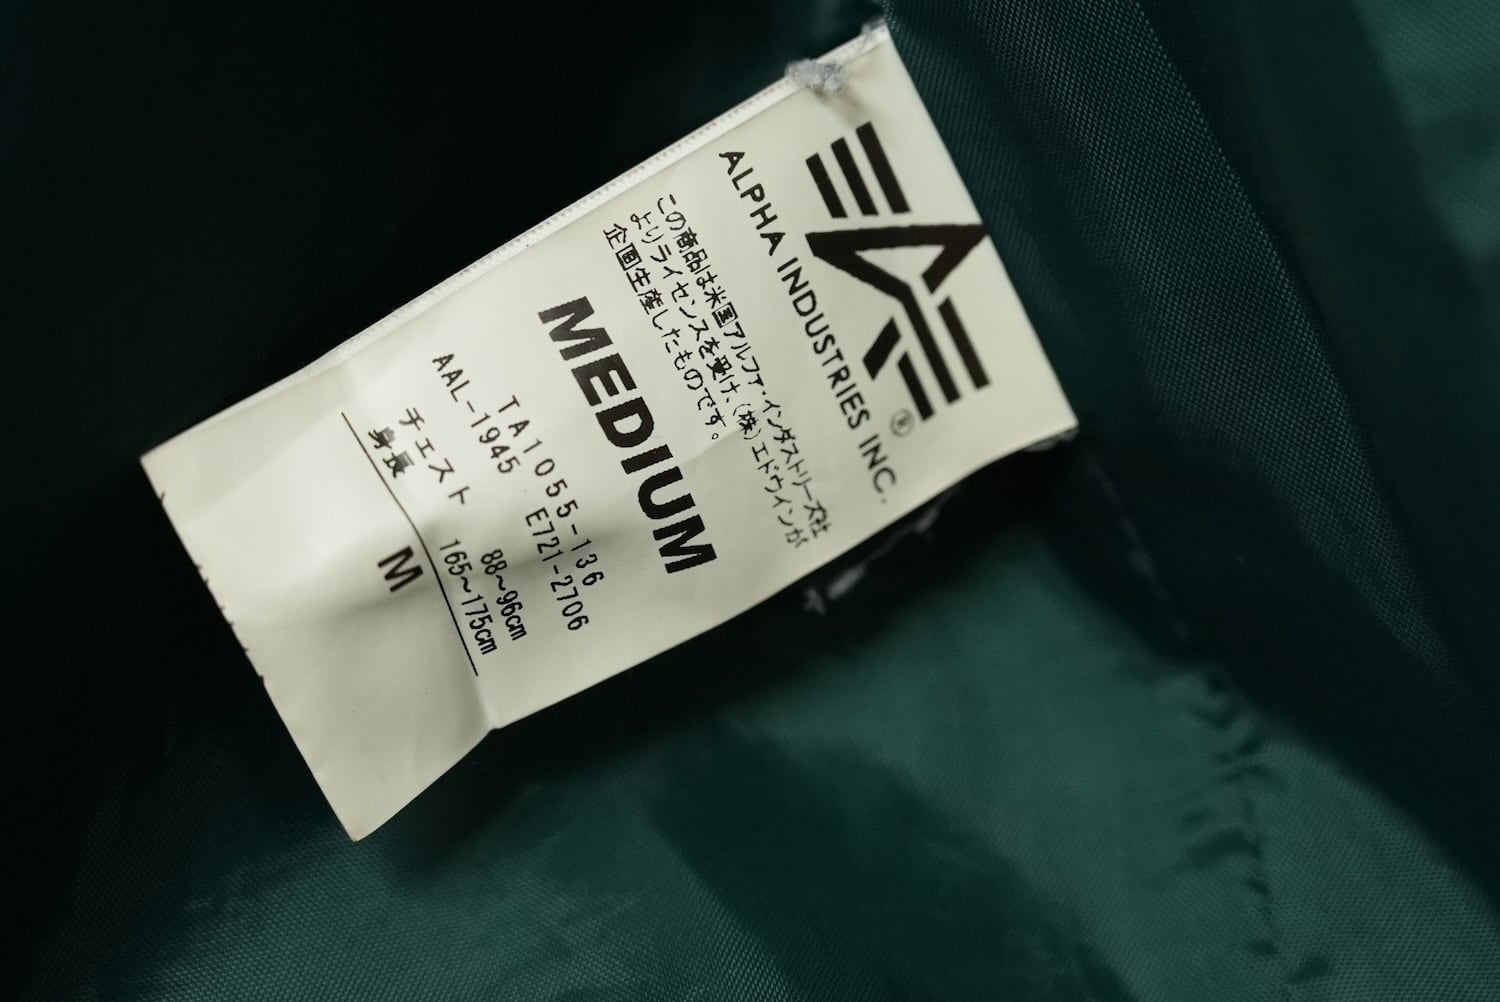 ALPHA INDUSTRIES INC.
この商品は米国アルファ・インダストリーズ社
よりライセンスを受け、(株)エドウインが
企画生産したものです。
MEDIUM
TA1055-136
AAL-1945 E721-2706
チェスト 88~96cm
身長 165~175cm
M